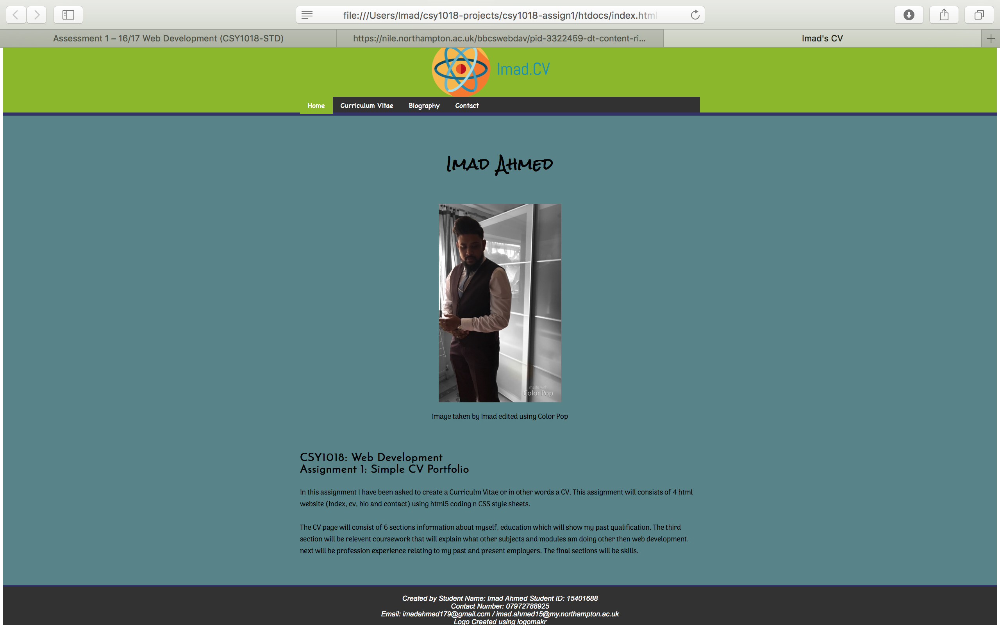 file:///Users/Imad/csy1018-projects/csy1018-assign1/htdocs/index.html
Assessment 1 – 16/17 Web Development (CSY1018-STD)
https://nile.northampton.ac.uk/bbcswebdav/pid-3322459-dt-content-ri...
Imad's CV
Imad.CV
Home Curriculum Vitae Biography Contact
Imad Ahmed
made with
Color Pop
Image taken by Imad edited using Color Pop
CSY1018: Web Development
Assignment 1: Simple CV Portfolio
In this assignment I have been asked to create a Curriculm Vitae or in other words a CV. This assignment will consists of 4 html
website (index, cv, bio and contact) using html5 coding n CSS style sheets.
The CV page will consist of 6 sections information about myself, education which will show my past qualification. The third
section will be relevent coursework that will explain what other subjects and modules am doing other then web development.
next will be profession experience relating to my past and present employers. The final sections will be skills.
Created by Student Name: Imad Ahmed Student ID: 15401688
Contact Number: 07972788925
Email: imadahmed179@gmail.com / imad.ahmed15@my.northampton.ac.uk
Logo Created using logomakr